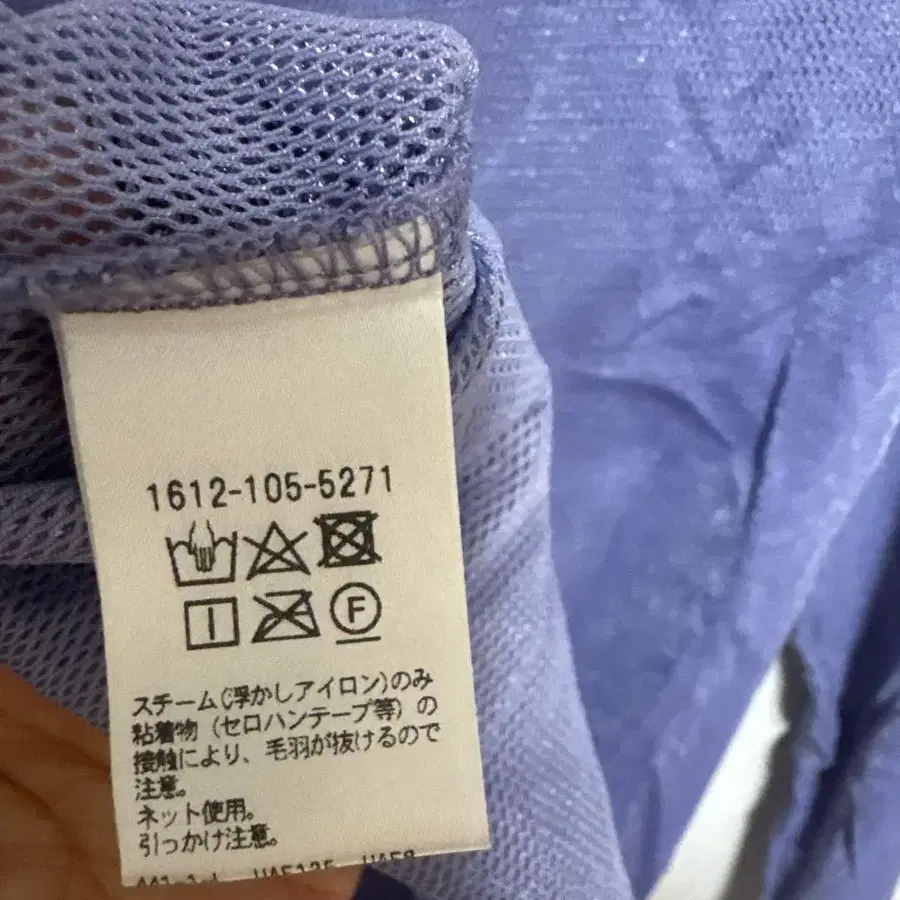 1612-105-5271
F
スチーム(浮かしアイロン)のみ
粘着物（セロハンテープ等）の
接触により、毛羽が抜けるので
注意。
ネット使用。
引っかけ注意。